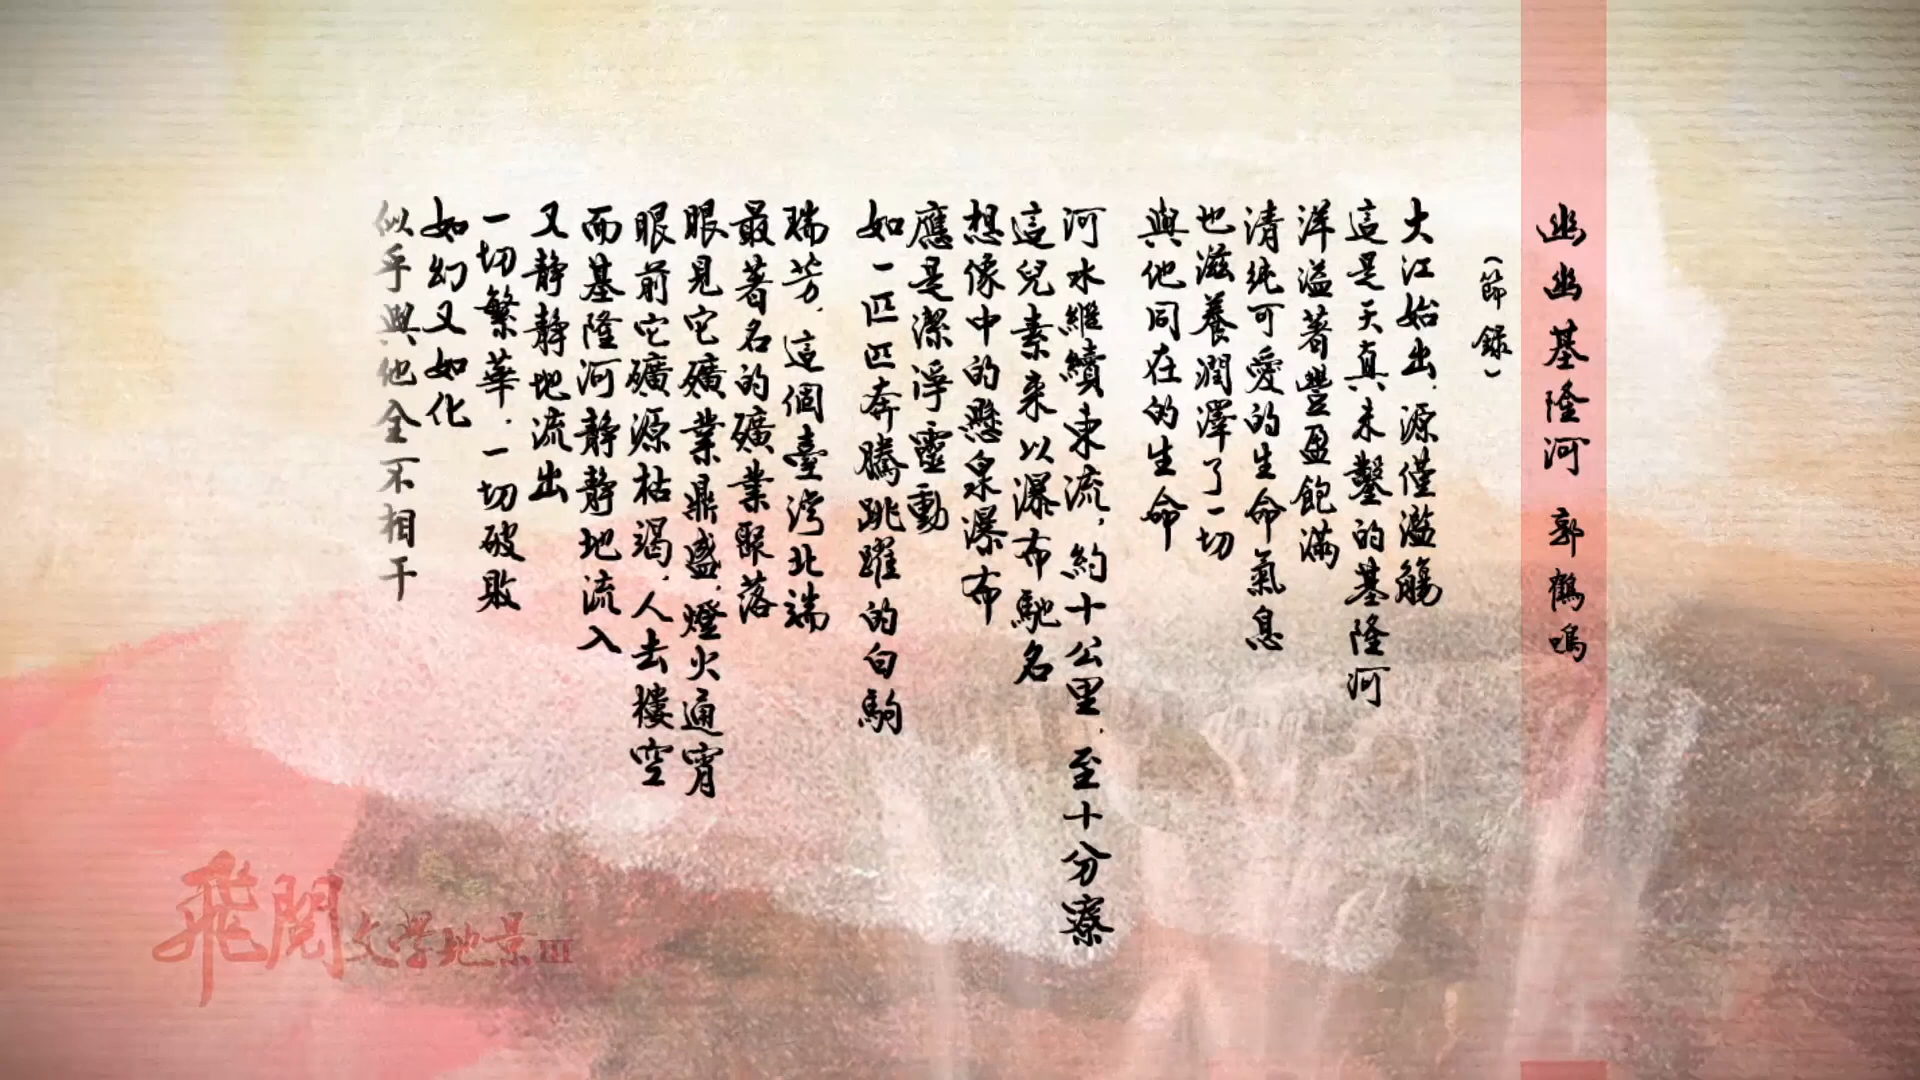 幽幽基隆河 郭鶴鳴
(節錄)
大江始出，源僅濫觴
這是天真未鑿的基隆河
洋溢著豐盈飽滿
清純可愛的生命氣息
也滋養潤澤了一切
與他同在的生命
河水繼續東流，約十公里，至十分寮
這兒素來以瀑布馳名
想像中的懸泉瀑布
應是潔淨靈動
如一匹匹奔騰跳躍的白駒
瑞芳，這個臺灣北端
最著名的礦業聚落
眼見它礦業鼎盛，燈火通宵
眼前它礦源枯竭，人去樓空
而基隆河靜靜地流入
又靜靜地流出
一切繁華，一切破敗
如幻又如化
似乎與他全不相干
飛閱文學地景III